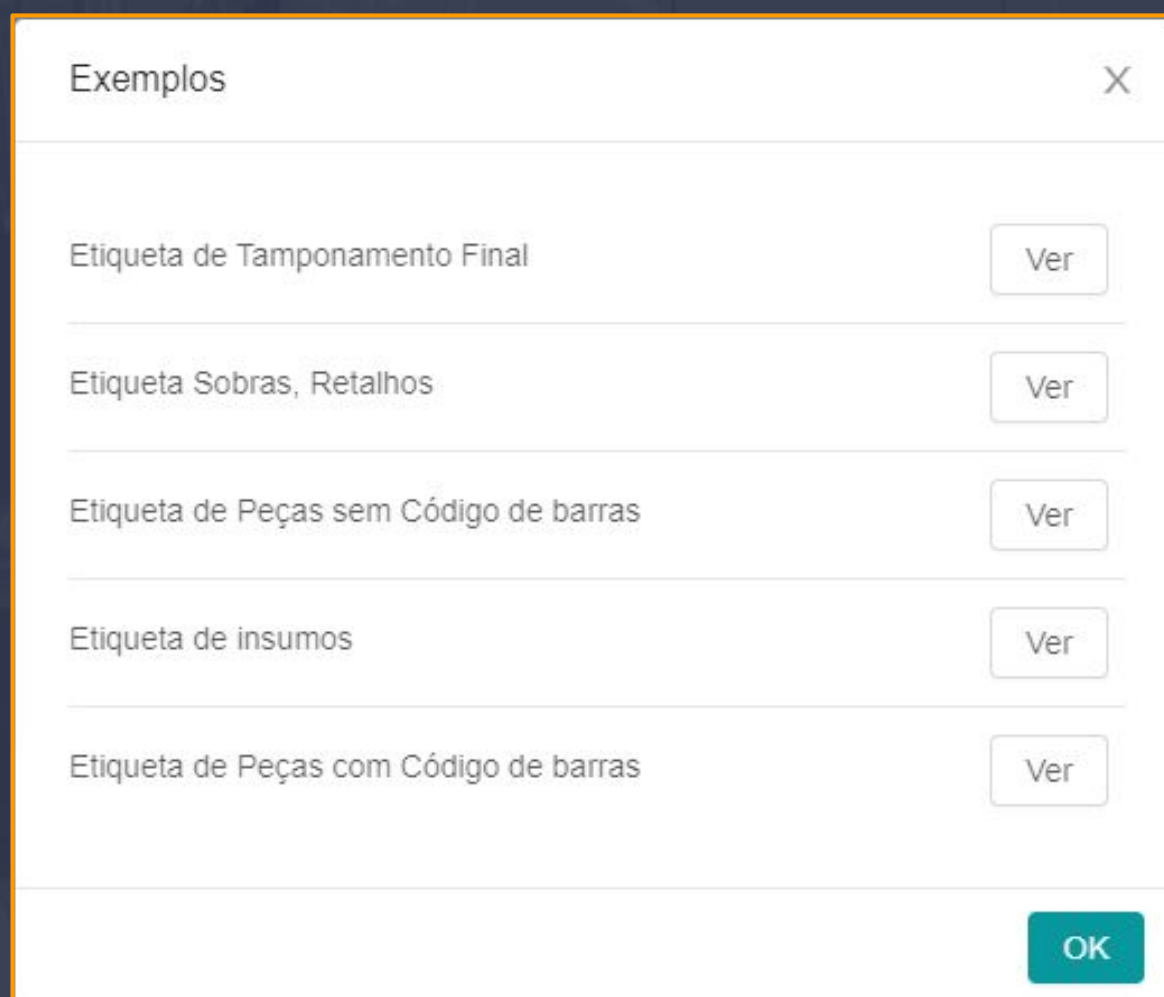 Exemplos X
Etiqueta de Tamponamento Final Ver
Etiqueta Sobras, Retalhos Ver
Etiqueta de Peças sem Código de barras Ver
Etiqueta de insumos Ver
Etiqueta de Peças com Código de barras Ver
OK